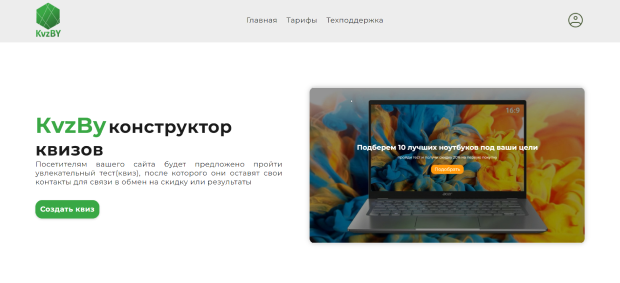 KvzBY
Главная Тарифы Техподдержка
KvzBy конструктор
квизов
Посетителям вашего сайта будет предложено пройти
увлекательный тест(квиз), после которого они оставят свои
контакты для связи в обмен на скидку или результаты
Создать квиз
16:9
Подберем 10 лучших ноутбуков под ваши цели
Подобрать